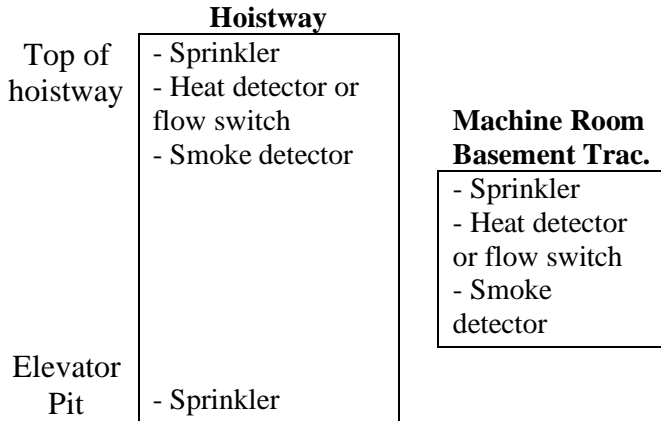 Hoistway
Top of
hoistway
- Sprinkler
- Heat detector or
flow switch
- Smoke detector
Machine Room
Basement Trac.
- Sprinkler
- Heat detector
or flow switch
- Smoke
detector
Elevator
Pit
- Sprinkler